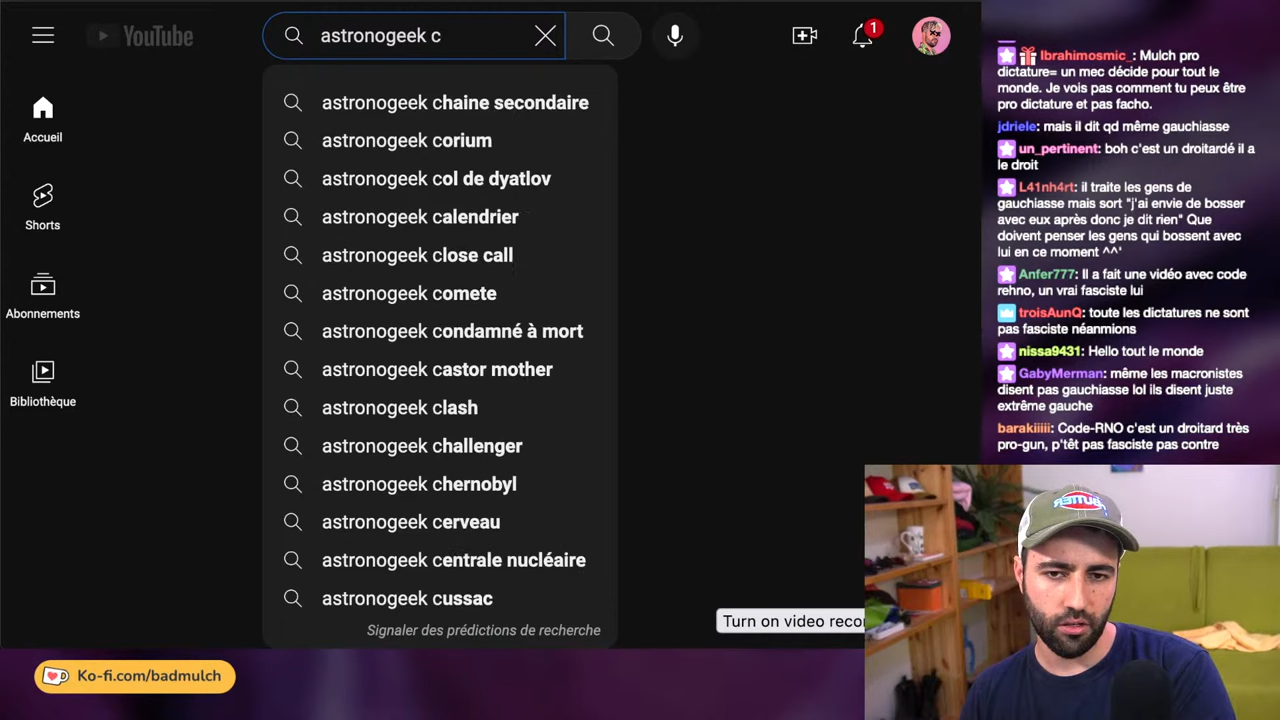 YouTube
astronogeek c
1
Accueil
Shorts
Abonnements
Bibliothèque
astronogeek chaine secondaire
astronogeek corium
astronogeek col de dyatlov
astronogeek calendrier
astronogeek close call
astronogeek comete
astronogeek condamné à mort
astronogeek castor mother
astronogeek clash
astronogeek challenger
astronogeek chernobyl
astronogeek cerveau
astronogeek centrale nucléaire
astronogeek cussac
Signaler des prédictions de recherche
Turn on video
Ko-fi.com/badmulch
Ibrahimosmic_: Mulch pro
dictature= un mec décide pour tout le
monde. Je vois pas comment tu peux être
pro dictature et pas facho.
jdriele: mais il dit qd même gauchiasse
un_pertinent: boh c'est un droitardé il a
le droit
L41nh4rt: il traite les gens de
gauchiasse mais sort "j'ai envie de bosser
avec eux après donc je dit rien" Que
doivent penser les gens qui bossent avec
lui en ce moment ^^'
Anfer777: Il a fait une vidéo avec code
rehno, un vrai fasciste lui
troisAunQ: toutes les dictatures ne sont
pas fasciste néanmions
nissa9431: Hello tout le monde
GabyMerman: même les macronistes
disent pas gauchiasse lol ils disent juste
extrême gauche
barakiiiii: Code-RNO c'est un droitard très
pro-gun, p'têt pas fasciste pas contre